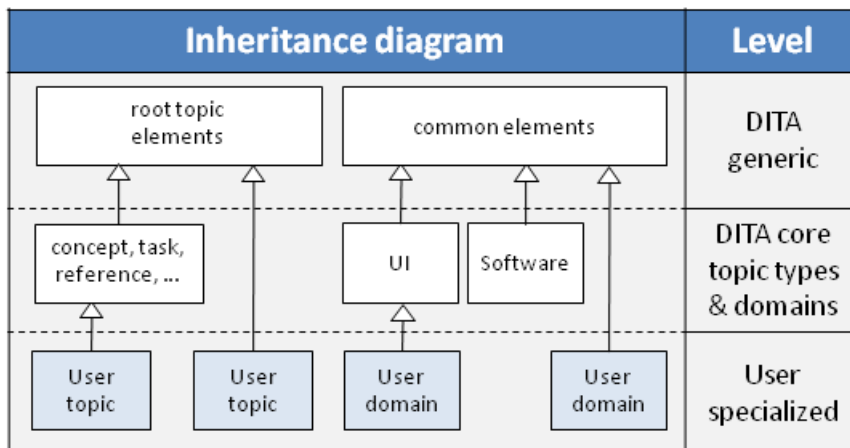 Inheritance diagram
Level
root topic
elements
common elements
DITA
generic
concept, task,
reference, ...
UI
Software
DITA core
topic types
& domains
User
topic
User
topic
User
domain
User
domain
User
specialized